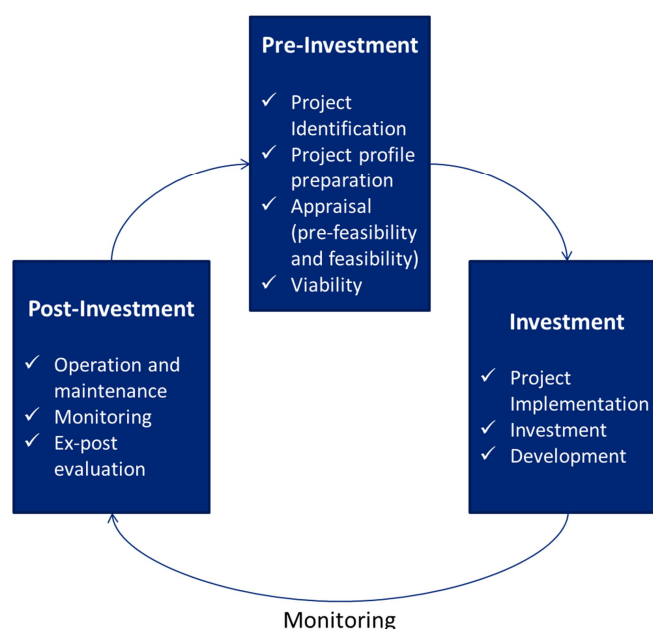 Pre-Investment
✓ Project
Identification
✓ Project profile
preparation
✓ Appraisal
(pre-feasibility
and feasibility)
✓ Viability
Post-Investment
✓ Operation and
maintenance
✓ Monitoring
✓ Ex-post
evaluation
Investment
✓ Project
Implementation
✓ Investment
✓ Development
Monitoring